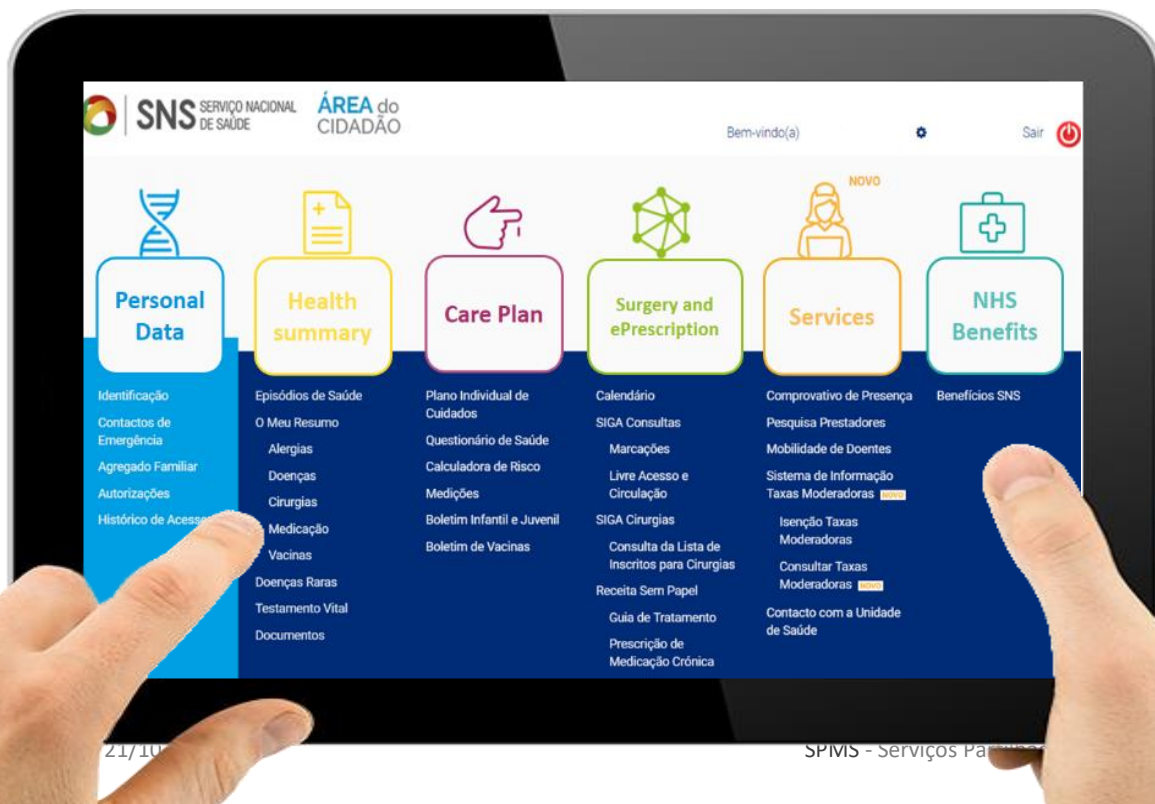 SNS SERVIÇO NACIONAL
DE SAÚDE
ÁREA do
CIDADÃO
Bem-vindo(a)
Sair
NOVO
Personal
Data
Health
summary
Care Plan
Surgery and
ePrescription
Services
NHS
Benefits
Identificação
Contactos de
Emergência
Agregado Familiar
Autorizações
Histórico de
Episódios de Saúde
O Meu Resumo
Alergias
Doenças
Cirurgias
Medicação
Vacinas
Doenças Raras
Testamento Vital
Documentos
Plano Individual de
Cuidados
Questionário de Saúde
Calculadora de Risco
Medições
Boletim Infantil e Juvenil
Boletim de Vacinas
Calendário
SIGA Consultas
Marcações
Livre Acesso e
Circulação
SIGA Cirurgias
Consulta da Lista de
Inscritos para Cirurgias
Receita Sem Papel
Guia de Tratamento
Prescrição de
Medicação Crónica
Comprovativo de Presença
Pesquisa Prestadores
Mobilidade de Doentes
Sistema de Informação
Taxas Moderadoras NOVO
Isenção Taxas
Moderadoras
Consultar Taxas
Moderadoras NOVO
Contacto com a Unidade
de Saúde
Benefícios SNS
21/10
SPMS - Serviços